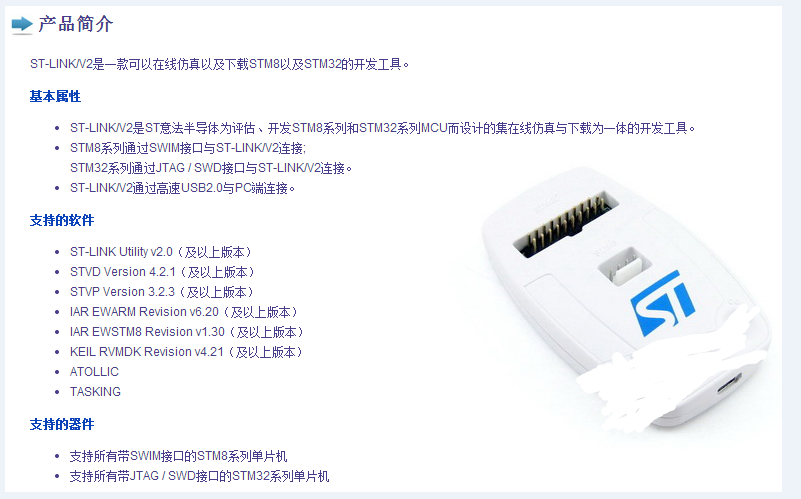 产品简介
ST-LINK/V2是一款可以在线仿真以及下载STM8以及STM32的开发工具。
基本属性
ST-LINK/V2是ST意法半导体为评估、开发STM8系列和STM32系列MCU而设计的集在线仿真与下载为一体的开发工具。
STM8系列通过SWIM接口与ST-LINK/V2连接;
STM32系列通过JTAG / SWD接口与ST-LINK/V2连接。
ST-LINK/V2通过高速USB2.0与PC端连接。
支持的软件
ST-LINK Utility v2.0（及以上版本）
STVD Version 4.2.1（及以上版本）
STVP Version 3.2.3（及以上版本）
IAR EWARM Revision v6.20（及以上版本）
IAR EWSTM8 Revision v1.30（及以上版本）
KEIL RVMDK Revision v4.21（及以上版本）
ATOLLIC
TASKING
ST
支持的器件
支持所有带SWIM接口的STM8系列单片机
支持所有带JTAG / SWD接口的STM32系列单片机